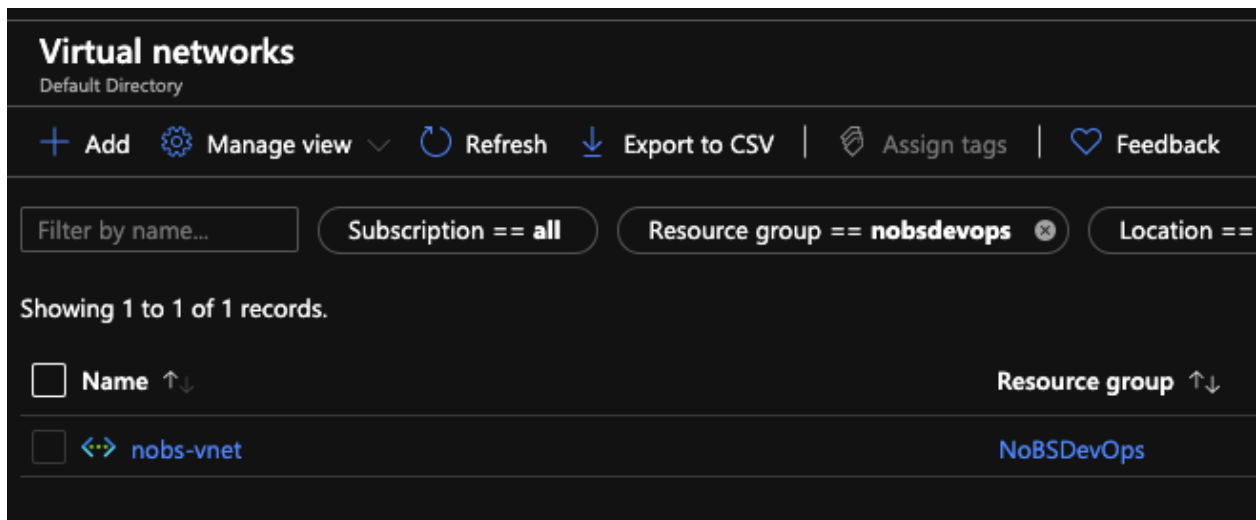 Virtual networks
Default Directory
Add Manage view Refresh Export to CSV Assign tags Feedback
Filter by name... Subscription == all Resource group == nobsdevops Location ==
Showing 1 to 1 of 1 records.
Name Resource group
nobs-vnet NoBSDevOps